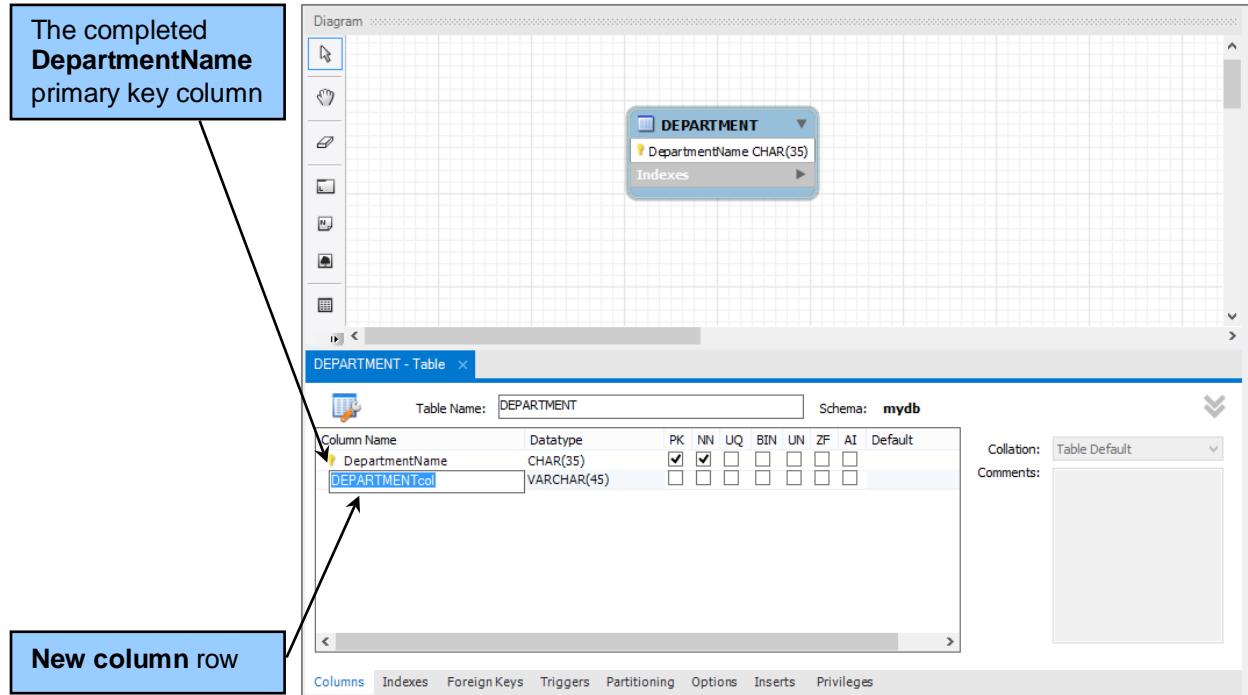 The completed
DepartmentName
primary key column
New column row
Diagram
DEPARTMENT
DepartmentName CHAR(35)
Indexes
DEPARTMENT - Table
Table Name: DEPARTMENT Schema: mydb
Column Name Datatype PK NN UQ BIN UN ZF AI Default
DepartmentName CHAR(35)
DEPARTMENTcol VARCHAR(45)
Collation: Table Default
Comments:
Columns Indexes Foreign Keys Triggers Partitioning Options Inserts Privileges